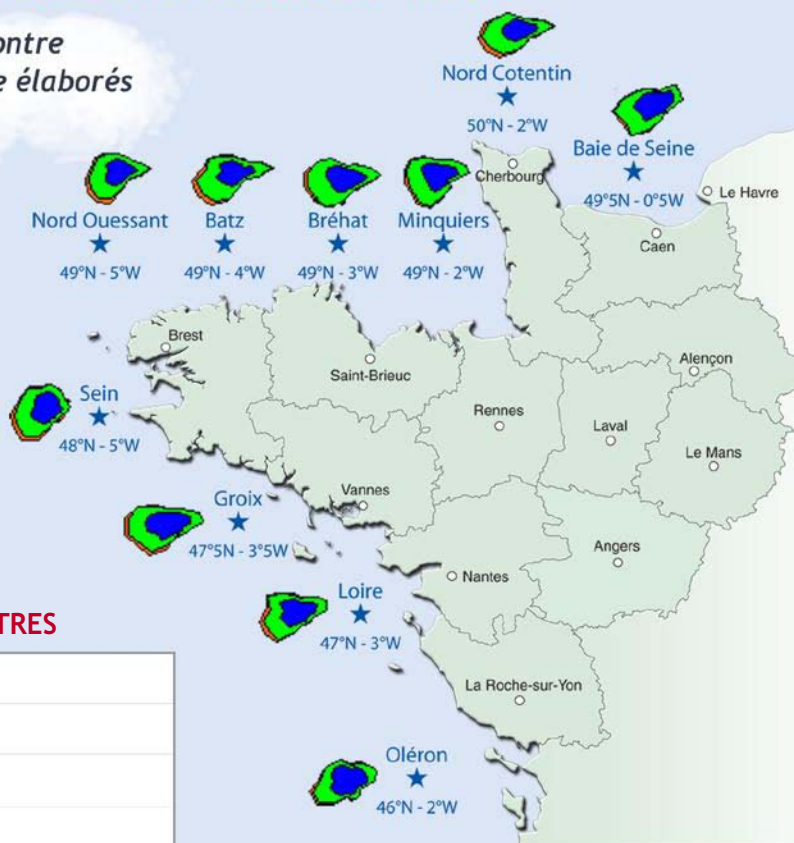 ontre
e élaborés
Nord Cotentin
50°N - 2°W
Baie de Seine
49°5N - 0°5W
Cherbourg
Le Havre
Caen
Nord Ouessant
49°N - 5°W
Batz
49°N - 4°W
Bréhat
49°N - 3°W
Minquiers
49°N - 2°W
Brest
Saint-Brieuc
Alençon
Sein
48°N - 5°W
Rennes
Laval
Le Mans
Vannes
Groix
47°5N - 3°5W
Angers
Nantes
Loire
47°N - 3°W
TRES
La Roche-sur-Yon
Oléron
46°N - 2°W